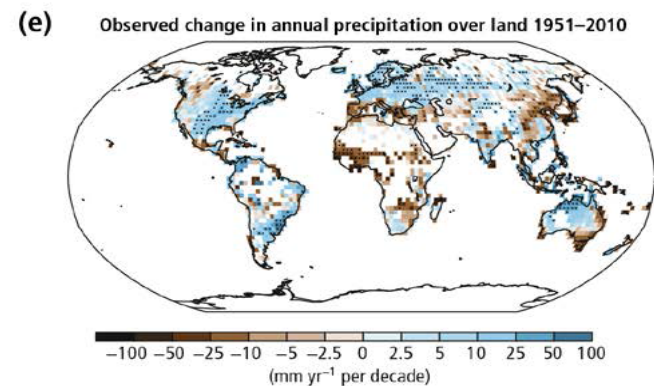 (e) Observed change in annual precipitation over land 1951–2010
−100 −50 −25 −10 −5 −2.5 0 2.5 5 10 25 50 100
(mm yr⁻¹ per decade)